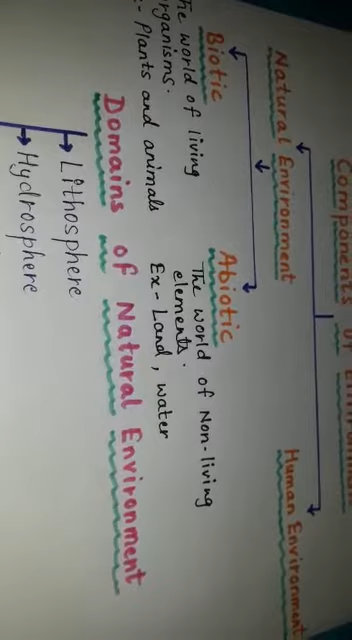 Components of
Natural Environment
Human Environment
Biotic
The world of living
organisms.
Ex:- Plants and animals
Abiotic
The world of Non-living
elements.
Ex - Land, water
Domains of Natural Environment
Lithosphere
Hydrosphere